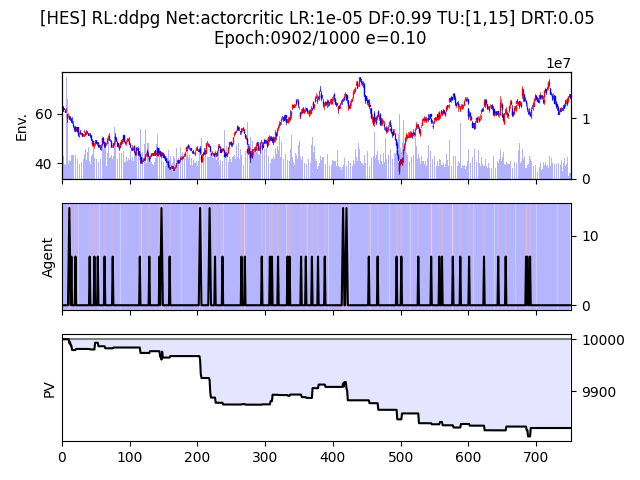 [HES] RL:ddpg Net:actorcritic LR:1e-05 DF:0.99 TU:[1,15] DRT:0.05
Epoch:0902/1000 e=0.10
1e7
60
40
Env.
1
0
Agent
10
0
PV
10000
9900
0 100 200 300 400 500 600 700